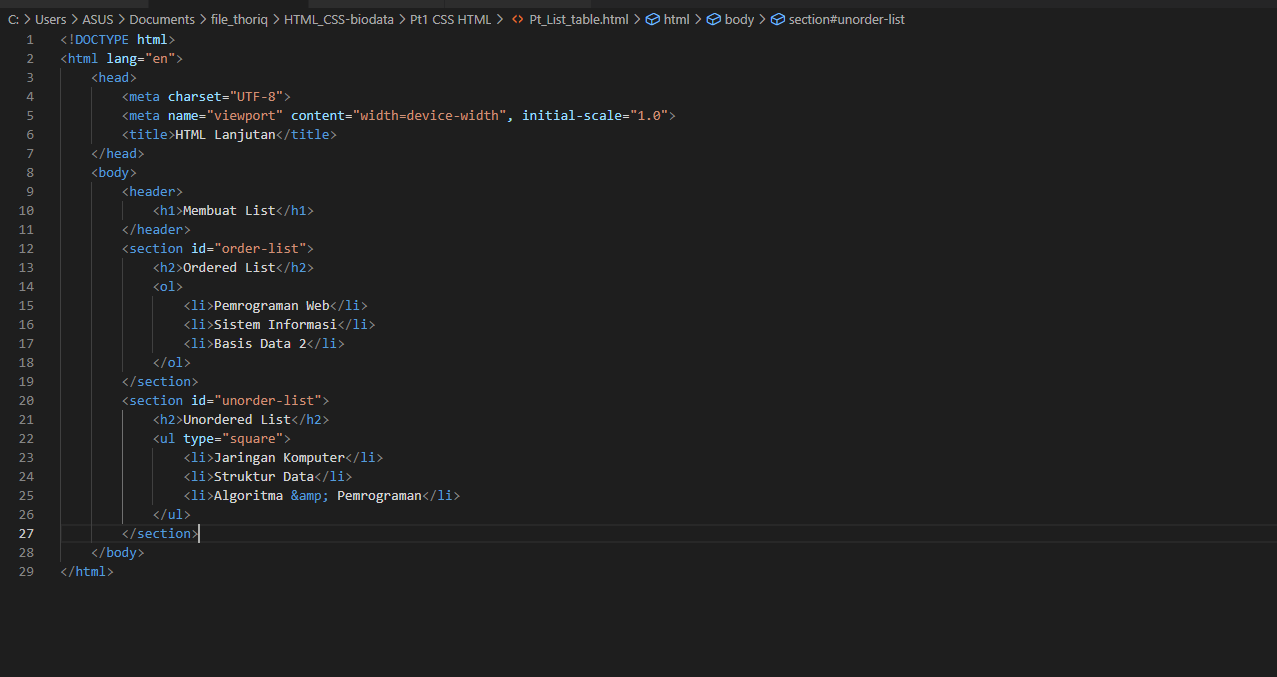 C: > Users > ASUS > Documents > file_thoriq > HTML_CSS-biodata > Pt1 CSS HTML > <> Pt_List_table.html > html > body > section#unorder-list
1 <!DOCTYPE html>
2 <html lang="en">
3 <head>
4 <meta charset="UTF-8">
5 <meta name="viewport" content="width=device-width", initial-scale="1.0">
6 <title>HTML Lanjutan</title>
7 </head>
8 <body>
9 <header>
10 <h1>Membuat List</h1>
11 </header>
12 <section id="order-list">
13 <h2>Ordered List</h2>
14 <ol>
15 <li>Pemrograman Web</li>
16 <li>Sistem Informasi</li>
17 <li>Basis Data 2</li>
18 </ol>
19 </section>
20 <section id="unorder-list">
21 <h2>Unordered List</h2>
22 <ul type="square">
23 <li>Jaringan Komputer</li>
24 <li>Struktur Data</li>
25 <li>Algoritma &amp; Pemrograman</li>
26 </ul>
27 </section>
28 </body>
29 </html>